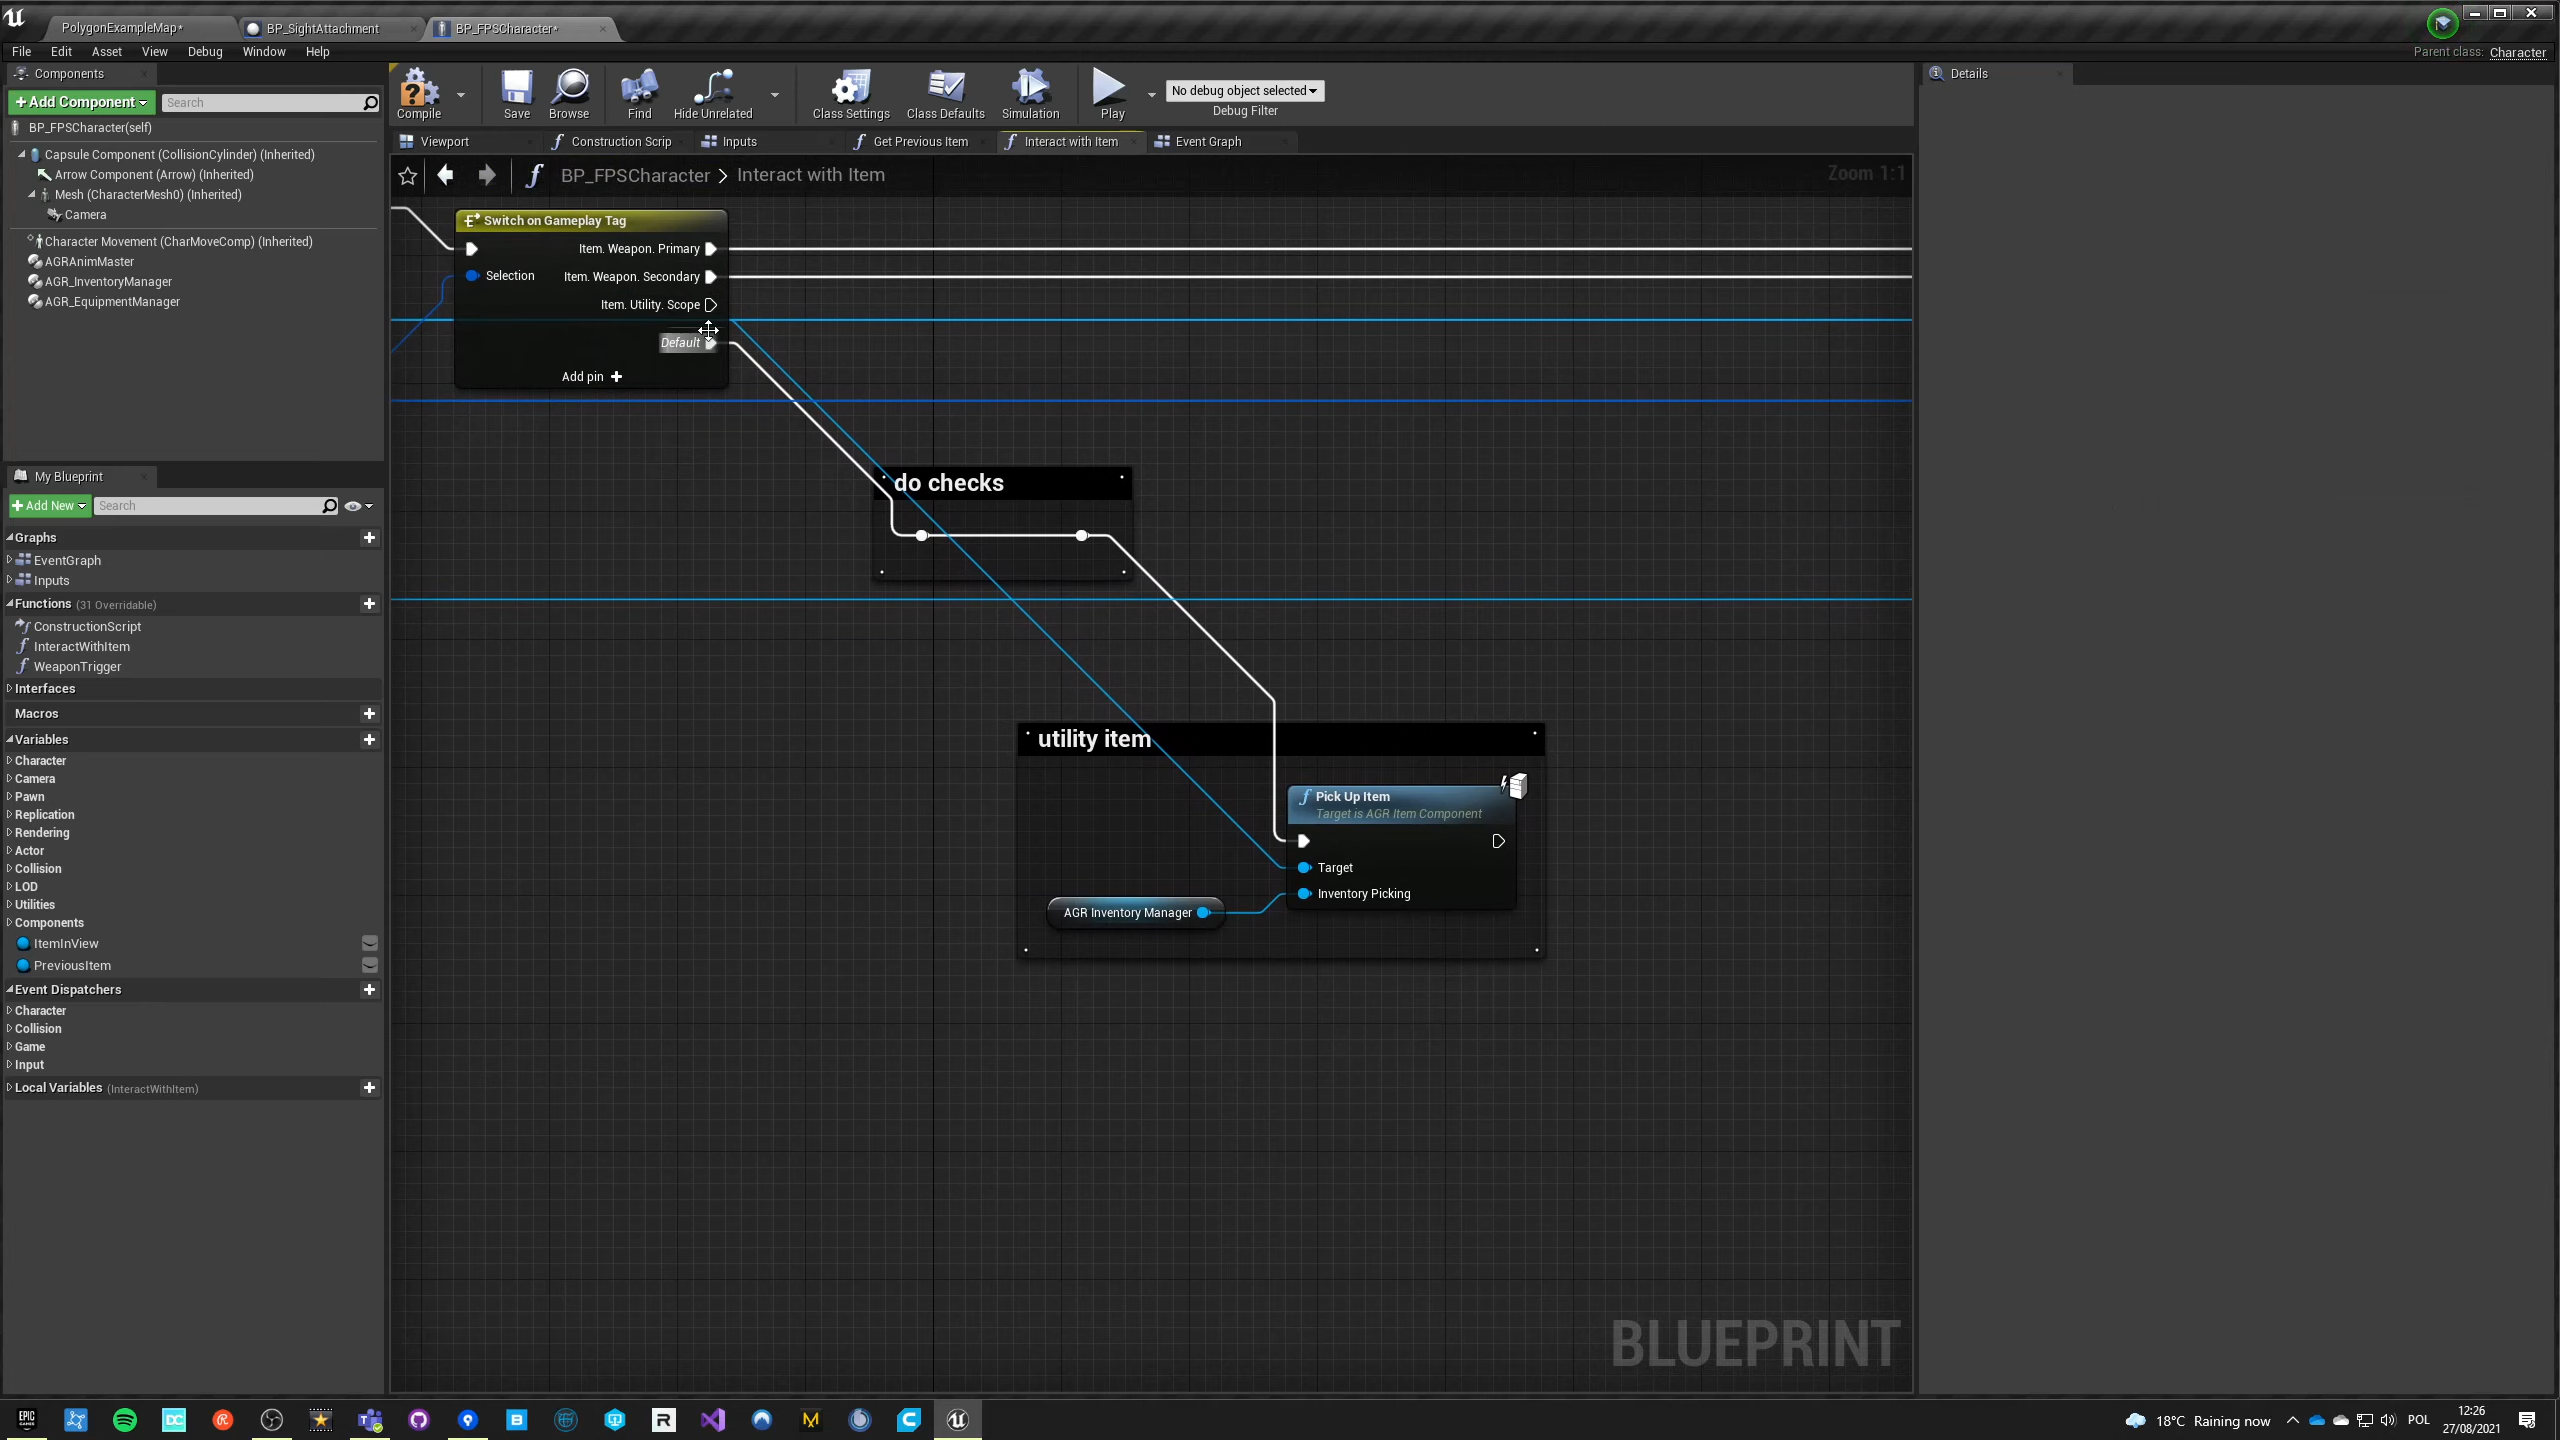 PolygonExampleMap*
BP_SightAttachment
BP_FPSCharacter*
File Edit Asset View Window Debug Window Help
Parent class: Character
Components
+Add Component
Search
BP_FPSCharacter(self)
Capsule Component (CollisionCylinder) (Inherited)
Arrow Component (Arrow) (Inherited)
Mesh (CharacterMesh0) (Inherited)
Camera
Character Movement (CharMoveComp) (Inherited)
AGRAnimMaster
AGR_InventoryManager
AGR_EquipmentManager
My Blueprint
+Add New
Search
Graphs
EventGraph
Inputs
Functions (31 Overridable)
ConstructionScript
InteractWithItem
WeaponTrigger
Interfaces
Macros
Variables
Character
Camera
Pawn
Replication
Rendering
Actor
Collision
LOD
Utilities
Components
ItemInView
PreviousItem
Event Dispatchers
Character
Collision
Game
Input
Local Variables (InteractWithItem)
Compile
Save
Browse
Find
Hide Unrelated
Class Settings
Class Defaults
Simulation
Play
No debug object selected
Debug Filter
Viewport
Construction Scrip
Inputs
Get Previous Item
Interact with Item
Event Graph
BP_FPSCharacter > Interact with Item
Zoom 1:1
Switch on Gameplay Tag
Item. Weapon. Primary
Selection
Item. Weapon. Secondary
Item. Utility. Scope
Default
Add pin +
do checks
utility item
Pick Up Item
Target is AGR Item Component
Target
Inventory Picking
AGR Inventory Manager
BLUEPRINT
Details
EPIC GAMES
DC
B
R
M
18°C Raining now
POL
12:26
27/08/2021